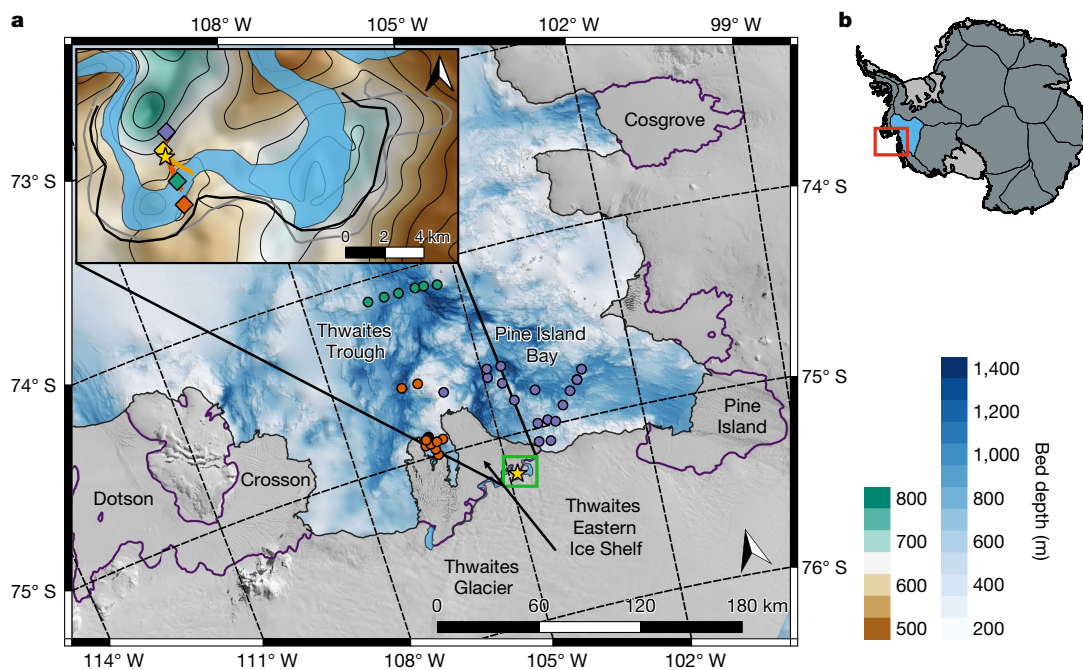 a
b
108° W
105° W
102° W
99° W
73° S
74° S
75° S
74° S
75° S
76° S
0 2 4 km
Cosgrove
Thwaites
Trough
Pine Island
Bay
Pine
Island
Dotson
Crosson
Thwaites
Eastern
Ice Shelf
Thwaites
Glacier
0 60 120 180 km
114° W
111° W
108° W
105° W
102° W
800
700
600
500
1,400
1,200
1,000
800
600
400
200
Bed depth (m)